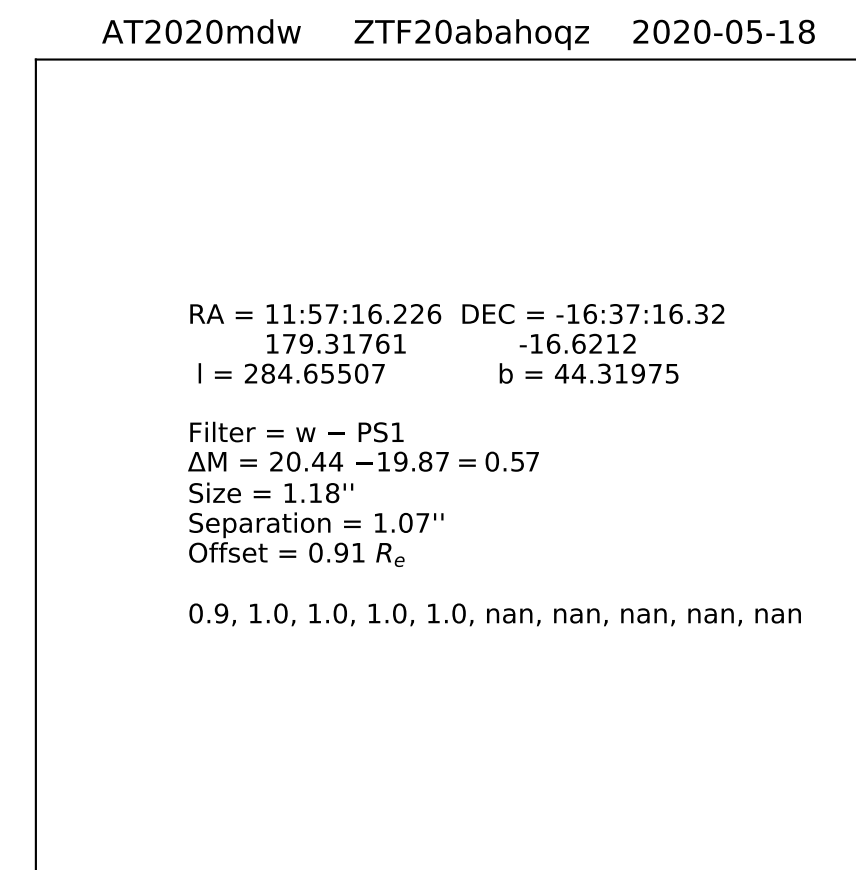 AT2020mdw ZTF20abahoqz 2020-05-18
RA = 11:57:16.226 DEC = -16:37:16.32
179.31761 -16.6212
l = 284.65507 b = 44.31975
Filter = w − PS1
ΔM = 20.44 −19.87 = 0.57
Size = 1.18''
Separation = 1.07''
Offset = 0.91 Rₑ
0.9, 1.0, 1.0, 1.0, 1.0, nan, nan, nan, nan, nan